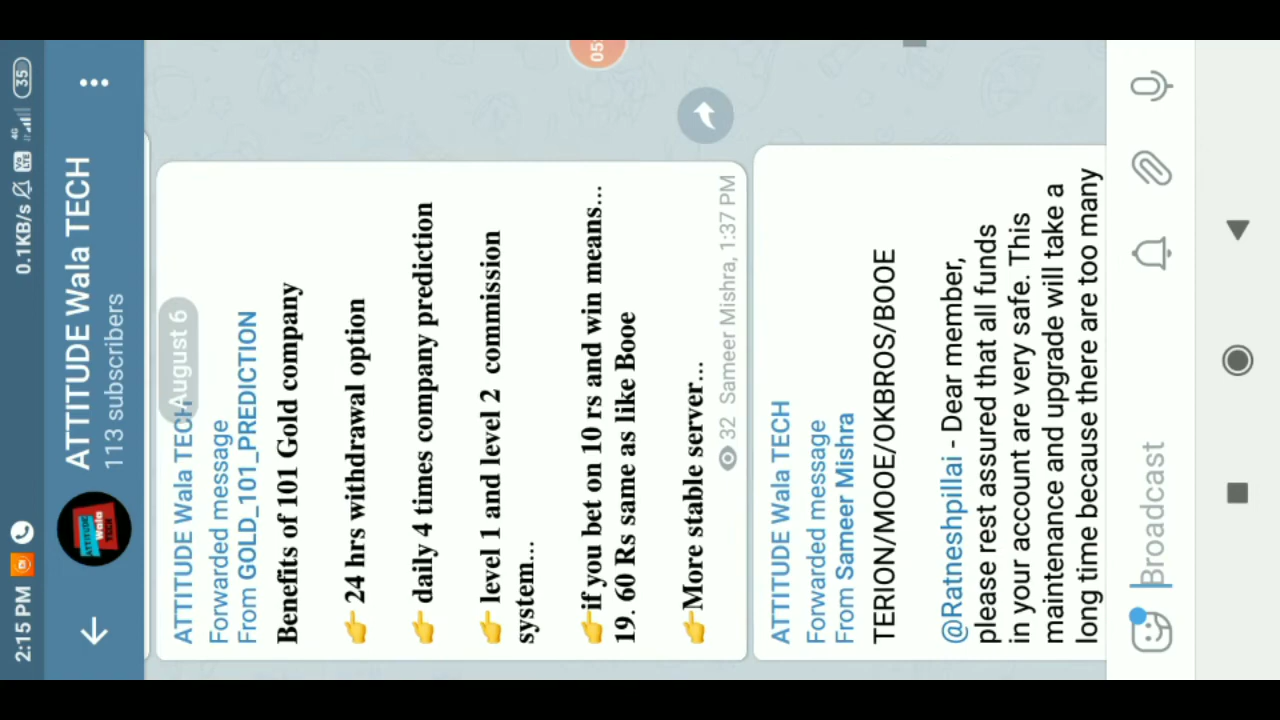 2:15 PM
0.1KB/s
4G
35
ATTITUDE Wala TECH
113 subscribers
August 6
ATTITUDE Wala TECH
Forwarded message
From GOLD_101_PREDICTION
Benefits of 101 Gold company
👉 24 hrs withdrawal option
👉 daily 4 times company prediction
👉 level 1 and level 2 commission
system...
👉if you bet on 10 rs and win means...
19. 60 Rs same as like Booe
👉More stable server...
32 Sameer Mishra, 1:37 PM
ATTITUDE Wala TECH
Forwarded message
From Sameer Mishra
TERION/MOOE/OKBROS/BOOE
@Ratneshpillai - Dear member,
please rest assured that all funds
in your account are very safe. This
maintenance and upgrade will take a
long time because there are too many
Broadcast